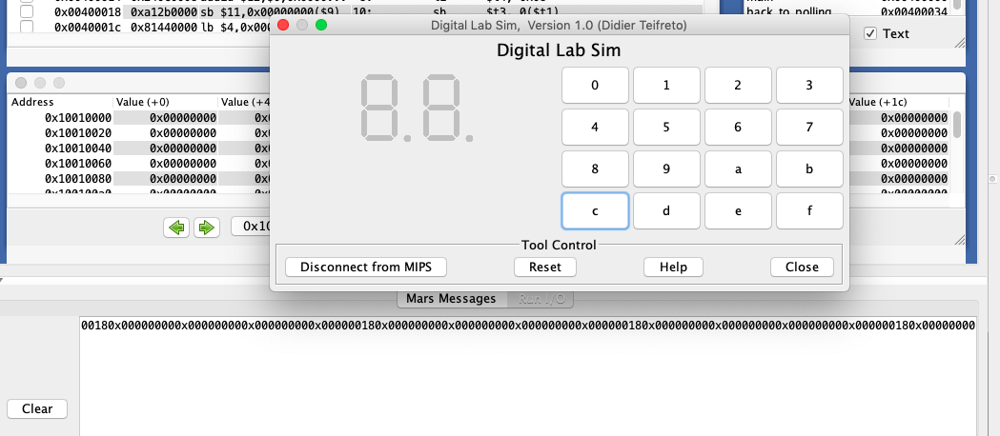 0x00400018 0xa12b0000 sb $11,0x00000000($9) 10: sb $t3, 0($t1)
0x0040001c 0x81440000 lb $4,0x000
back_to_polling 0x00400034
Text
Digital Lab Sim, Version 1.0 (Didier Teifreto)
Digital Lab Sim
8.8.
0 1 2 3
4 5 6 7
8 9 a b
c d e f
Tool Control
Disconnect from MIPS Reset Help Close
Address Value (+0) Value (+4 Value (+1c)
0x10010000 0x00000000 0x0 0x00000000
0x10010020 0x00000000 0x0 0x00000000
0x10010040 0x00000000 0x0 0x00000000
0x10010060 0x00000000 0x0 0x00000000
0x10010080 0x00000000 0x0 0x00000000
0x10
Mars Messages Run I/O
00180x000000000x000000000x000000000x000000180x000000000x000000000x000000000x000000180x000000000x000000000x000000000x000000180x00000000
Clear